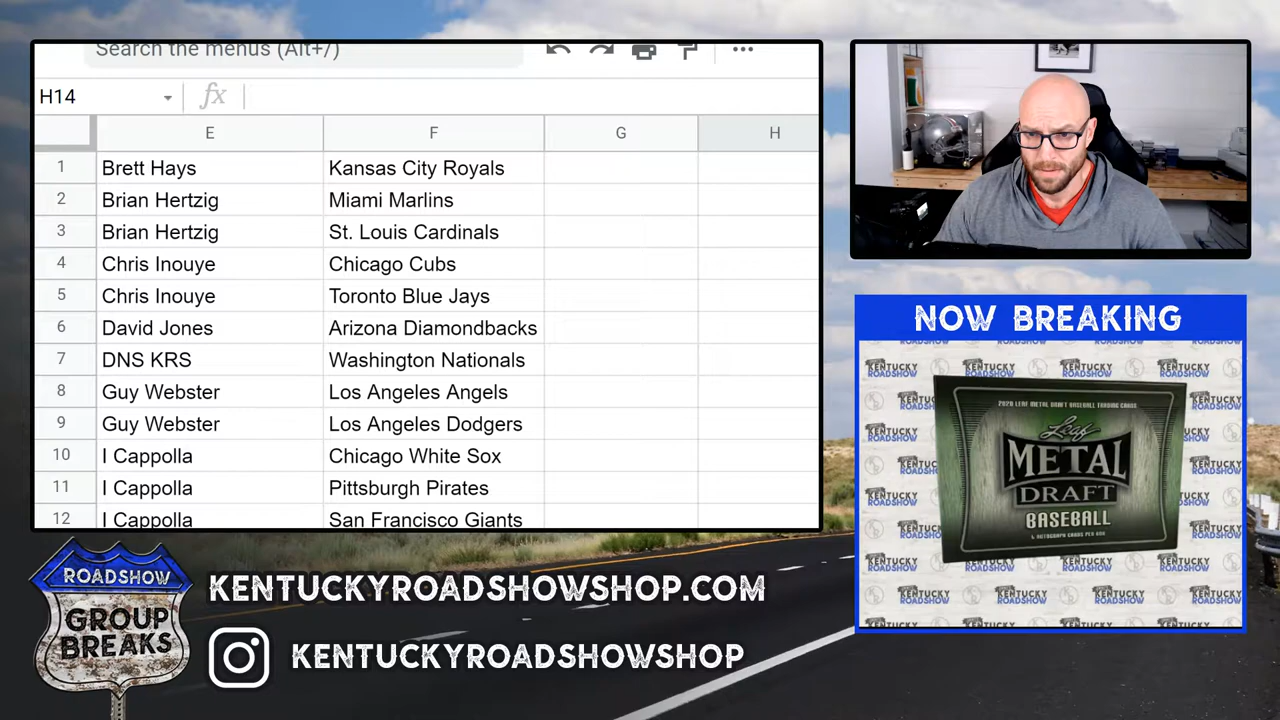 Search the menus (Alt+/)
H14
fx
E F G H
1 Brett Hays Kansas City Royals
2 Brian Hertzig Miami Marlins
3 Brian Hertzig St. Louis Cardinals
4 Chris Inouye Chicago Cubs
5 Chris Inouye Toronto Blue Jays
6 David Jones Arizona Diamondbacks
7 DNS KRS Washington Nationals
8 Guy Webster Los Angeles Angels
9 Guy Webster Los Angeles Dodgers
10 I Cappolla Chicago White Sox
11 I Cappolla Pittsburgh Pirates
12 I Cappolla San Francisco Giants
NOW BREAKING
KENTUCKY
ROADSHOW
2020 LEAF METAL DRAFT BASEBALL TRADING CARDS
Leaf
METAL
DRAFT
BASEBALL
ROADSHOW
GROUP
BREAKS
KENTUCKYROADSHOWSHOP.COM
KENTUCKYROADSHOWSHOP